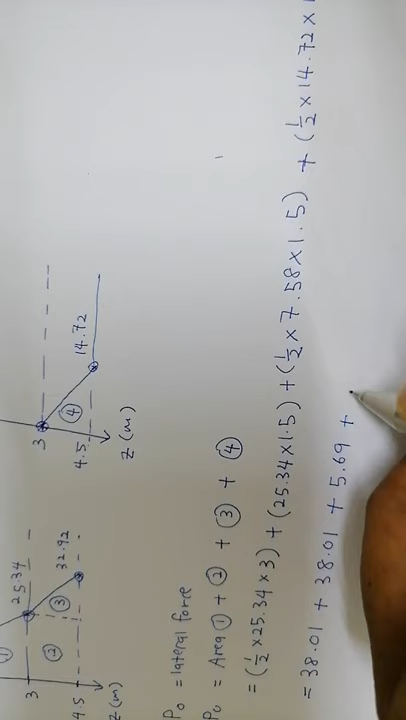 ①
25.34
3
②
③
32.92
4.5
z(m)
3
④
14.72
4.5
z(m)
Po = lateral force
Po = Area ① + ② + ③ + ④
= (1/2 × 25.34 × 3) + (25.34 × 1.5) + (1/2 × 7.58 × 1.5) + (1/2 × 14.72 ×
= 38.01 + 38.01 + 5.69 +